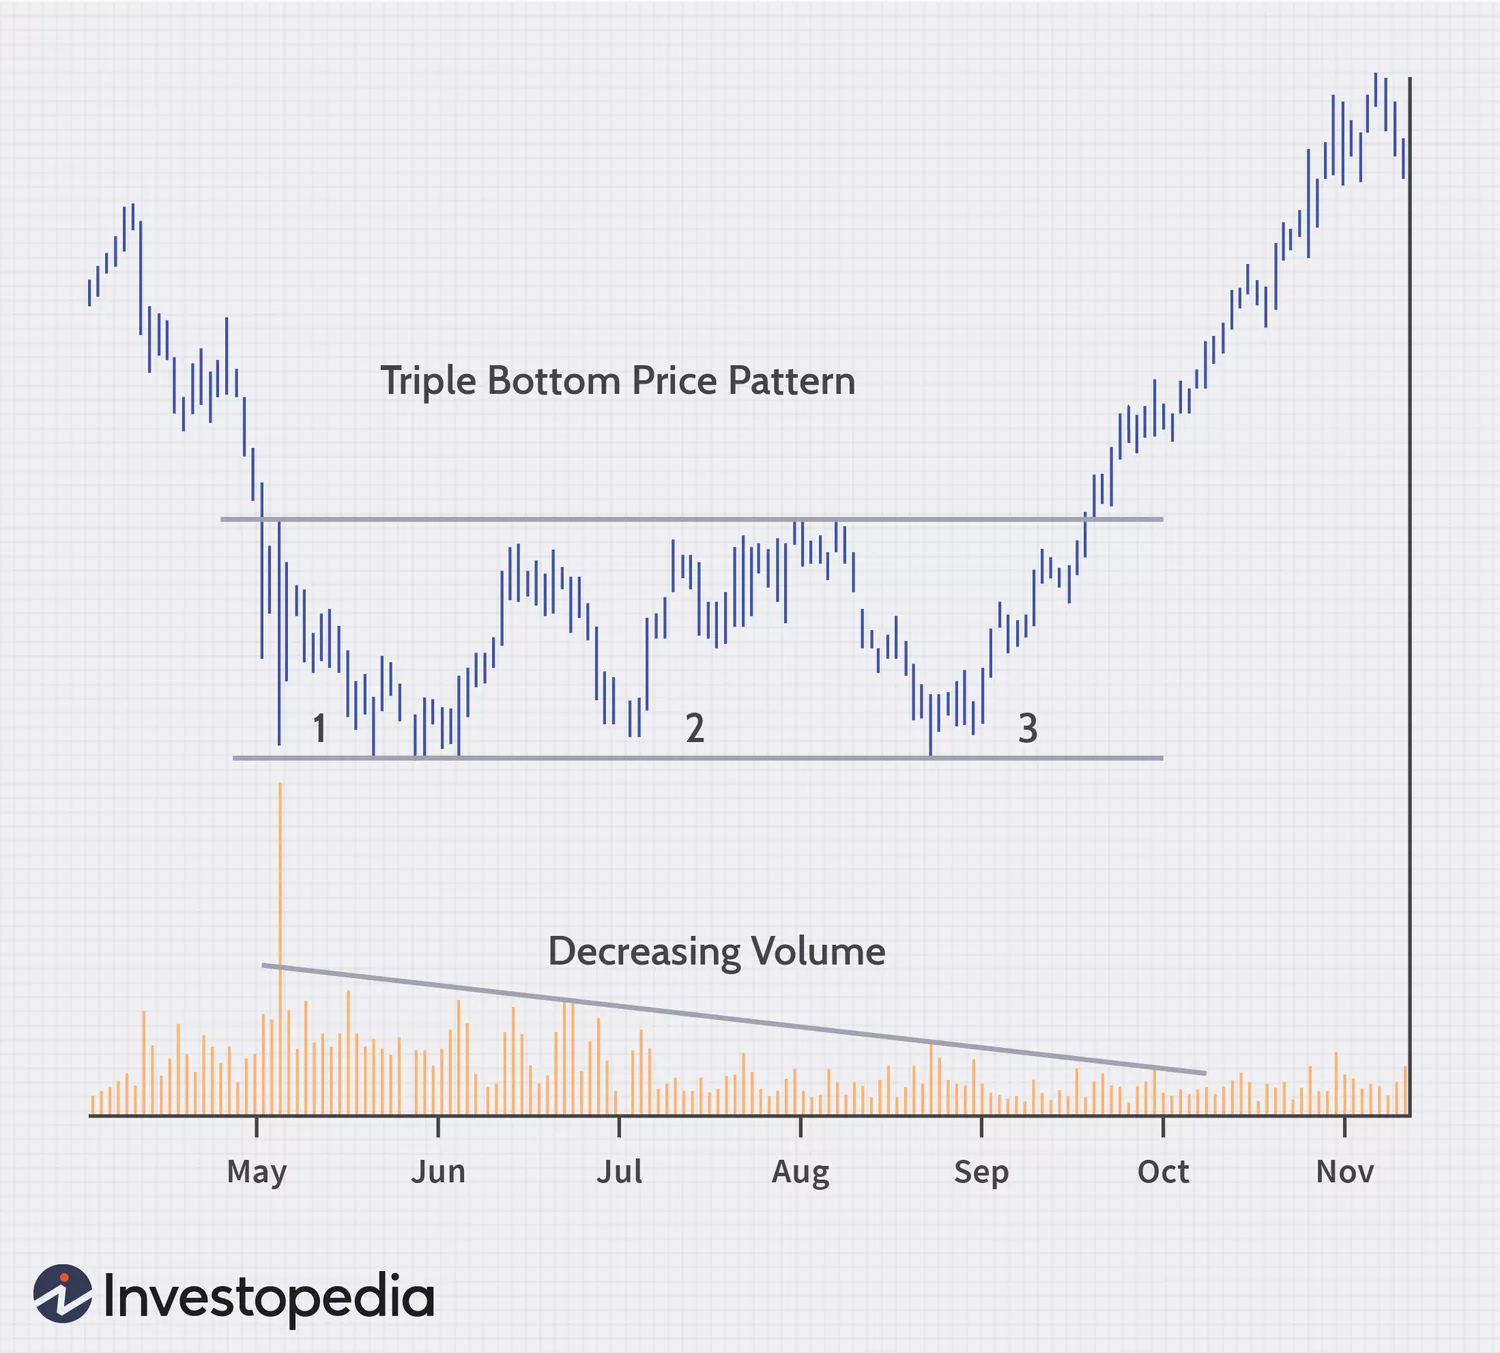 Triple Bottom Price Pattern
1 2 3
Decreasing Volume
May Jun Jul Aug Sep Oct Nov
Investopedia